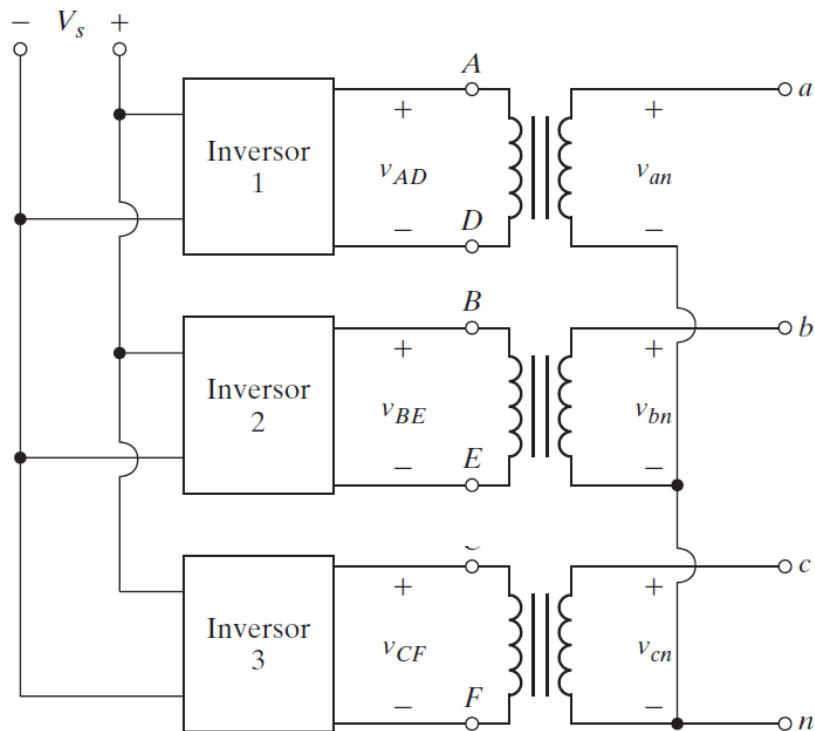 − V_s +
A
+ +
a
Inversor
1
v_AD
v_an
− −
D
B
+ +
b
Inversor
2
v_BE
v_bn
− −
E
+ +
c
Inversor
3
v_CF
v_cn
− −
F
n